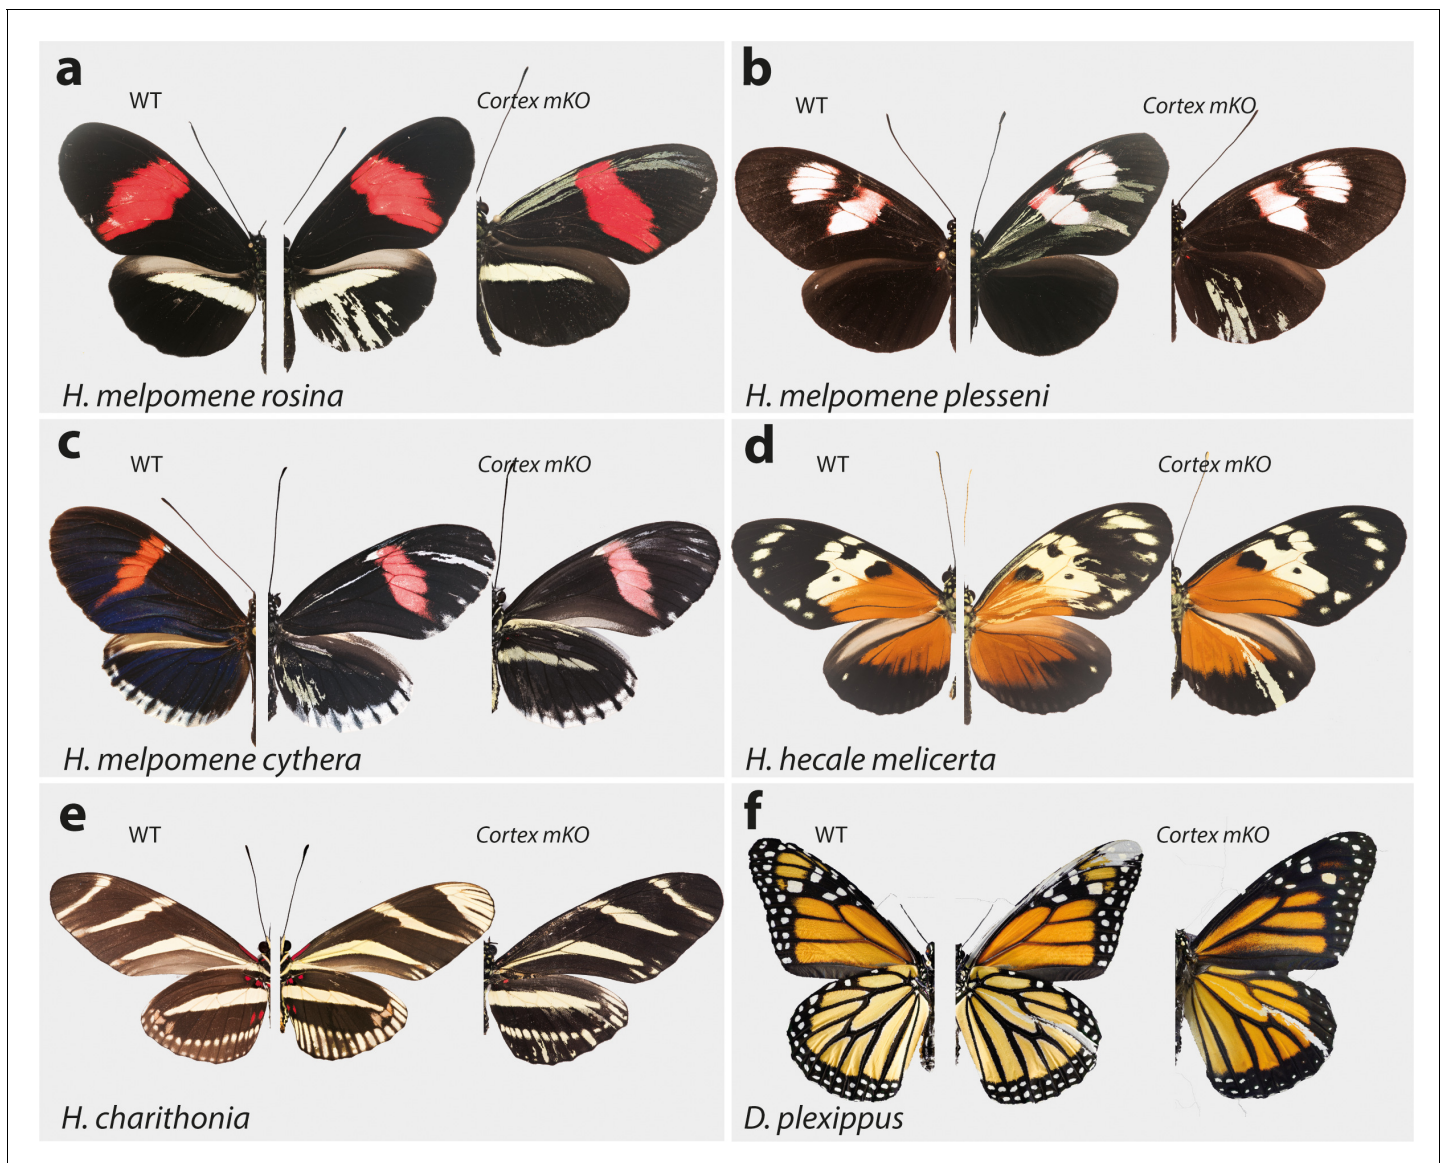 a
WT
Cortex mKO
H. melpomene rosina
b
WT
Cortex mKO
H. melpomene plesseni
c
WT
Cortex mKO
H. melpomene cythera
d
WT
Cortex mKO
H. hecale melicerta
e
WT
Cortex mKO
H. charithonia
f
WT
Cortex mKO
D. plexippus